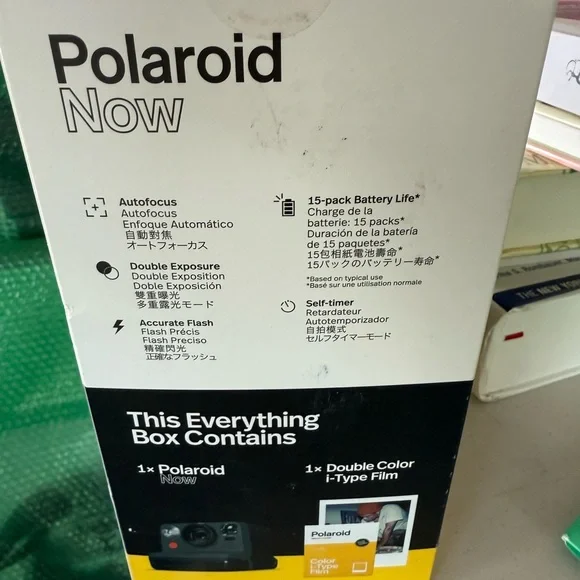 Polaroid
Now
Autofocus
Autofocus
Enfoque Automático
自動對焦
オートフォーカス
Double Exposure
Double Exposition
Doble Exposición
雙重曝光
多重露光モード
Accurate Flash
Flash Précis
Flash Preciso
精確閃光
正確なフラッシュ
15-pack Battery Life*
Charge de la
batterie: 15 packs*
Duración de la batería
de 15 paquetes*
15包相紙電池壽命*
15パックのバッテリー寿命*
*Based on typical use
*Basé sur une utilisation normale
Self-timer
Retardateur
Autotemporizador
自拍模式
セルフタイマーモード
This Everything
Box Contains
1× Polaroid
Now
1× Double Color
i-Type Film
Polaroid
Color
i-Type
Film
THE NEW YOR